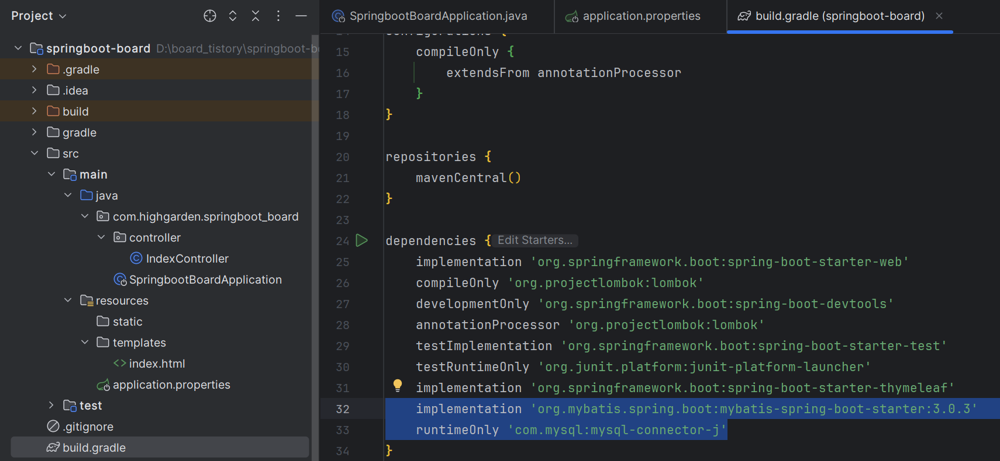 Project
springboot-board D:\board_tistory\springboot-bo
.gradle
.idea
build
gradle
src
main
java
com.highgarden.springboot_board
controller
IndexController
SpringbootBoardApplication
resources
static
templates
index.html
application.properties
test
.gitignore
build.gradle
SpringbootBoardApplication.java
application.properties
build.gradle (springboot-board)
14 configurations {
15 compileOnly {
16 extendsFrom annotationProcessor
17 }
18 }
19
20 repositories {
21 mavenCentral()
22 }
23
24 dependencies { Edit Starters...
25 implementation 'org.springframework.boot:spring-boot-starter-web'
26 compileOnly 'org.projectlombok:lombok'
27 developmentOnly 'org.springframework.boot:spring-boot-devtools'
28 annotationProcessor 'org.projectlombok:lombok'
29 testImplementation 'org.springframework.boot:spring-boot-starter-test'
30 testRuntimeOnly 'org.junit.platform:junit-platform-launcher'
31 implementation 'org.springframework.boot:spring-boot-starter-thymeleaf'
32 implementation 'org.mybatis.spring.boot:mybatis-spring-boot-starter:3.0.3'
33 runtimeOnly 'com.mysql:mysql-connector-j'
34 }